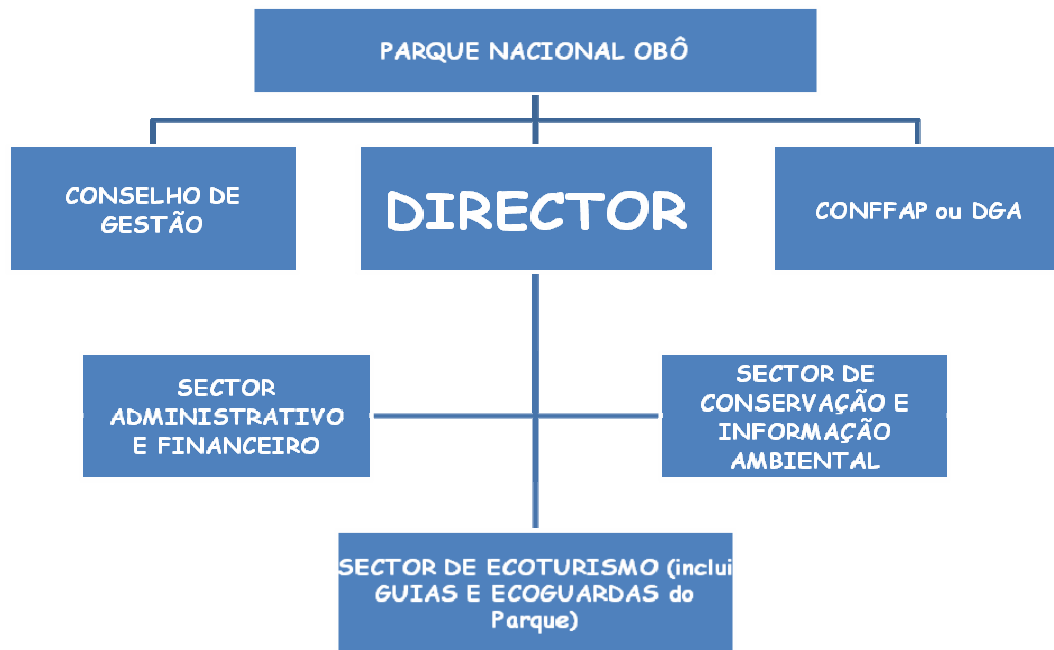 PARQUE NACIONAL OBÔ
CONSELHO DE
GESTÃO
DIRECTOR
CONFFAP ou DGA
SECTOR
ADMINISTRATIVO
E FINANCEIRO
SECTOR DE
CONSERVAÇÃO E
INFORMAÇÃO
AMBIENTAL
SECTOR DE ECOTURISMO (inclui
GUIAS E ECOGUARDAS do
Parque)